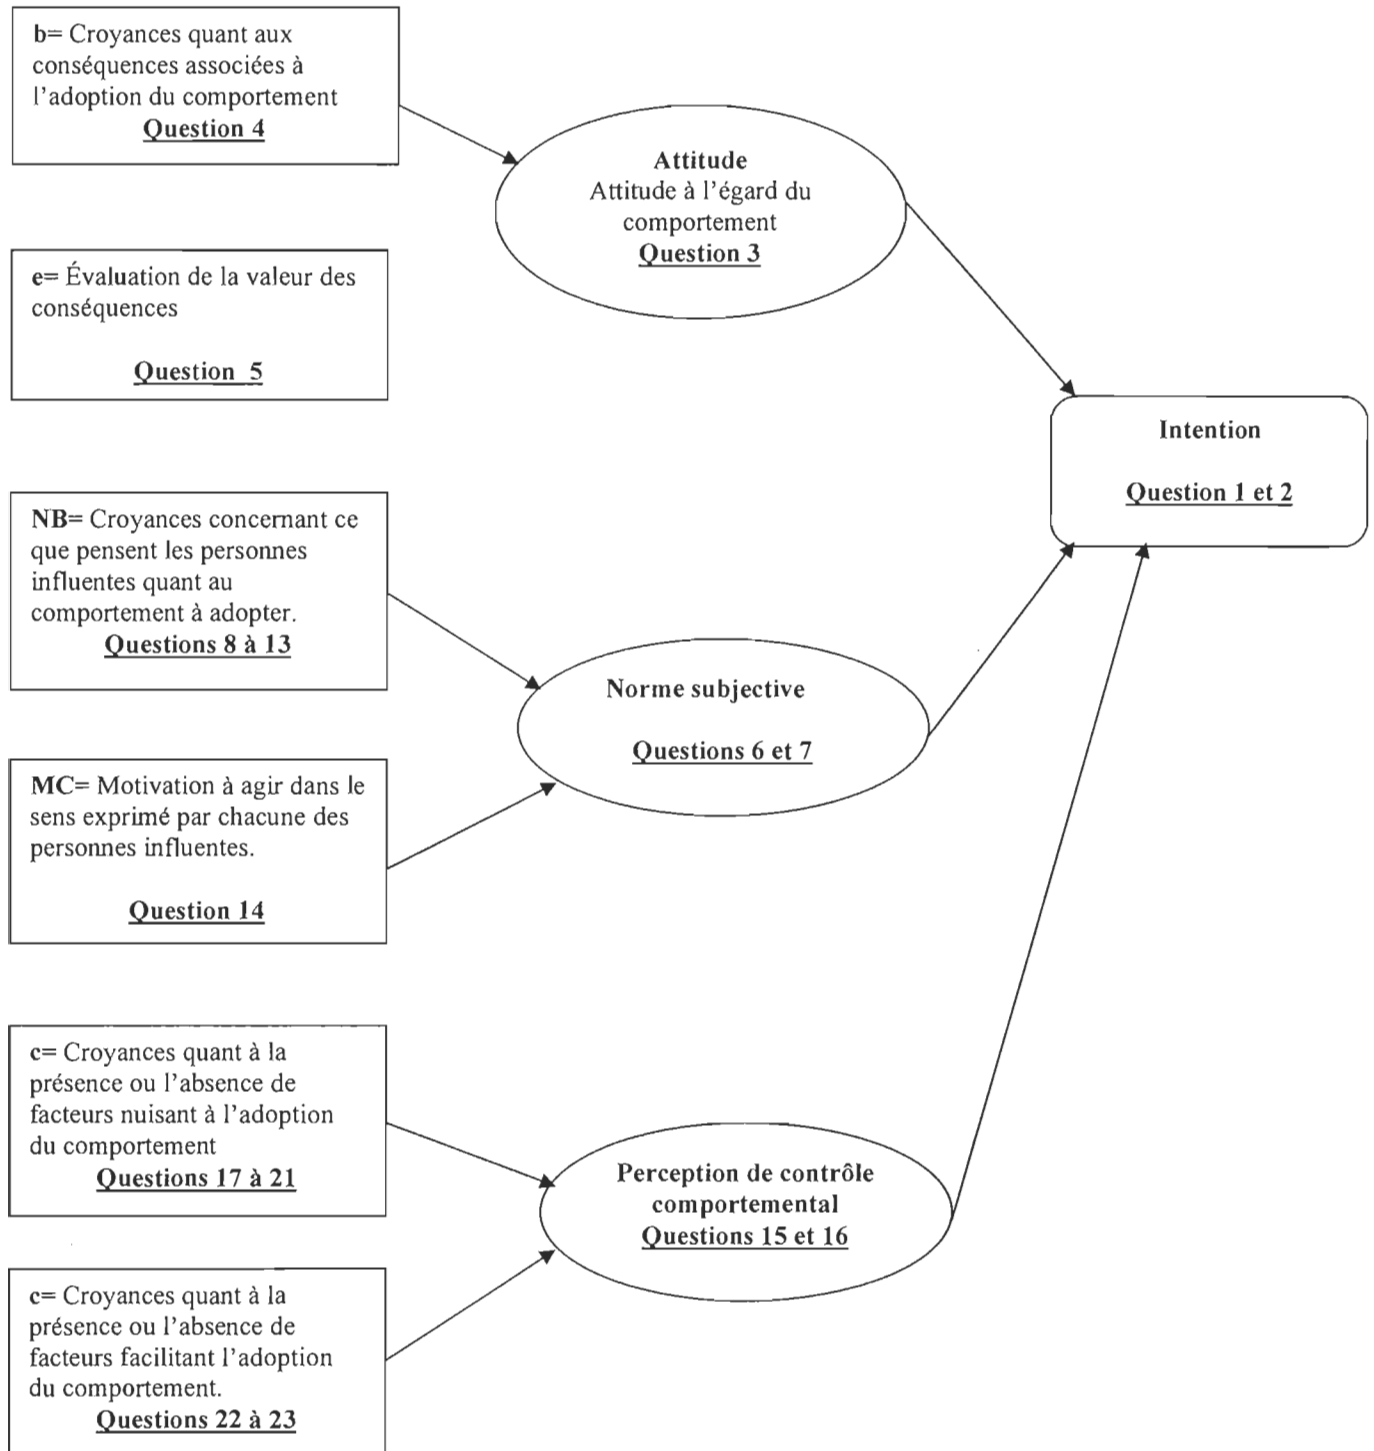 b= Croyances quant aux
conséquences associées à
l'adoption du comportement
Question 4
Attitude
Attitude à l'égard du
comportement
Question 3
e= Évaluation de la valeur des
conséquences
Question 5
Intention
Question 1 et 2
NB= Croyances concernant ce
que pensent les personnes
influentes quant au
comportement à adopter.
Questions 8 à 13
Norme subjective
Questions 6 et 7
MC= Motivation à agir dans le
sens exprimé par chacune des
personnes influentes.
Question 14
c= Croyances quant à la
présence ou l'absence de
facteurs nuisant à l'adoption
du comportement
Questions 17 à 21
Perception de contrôle
comportemental
Questions 15 et 16
c= Croyances quant à la
présence ou l'absence de
facteurs facilitant l'adoption
du comportement.
Questions 22 à 23